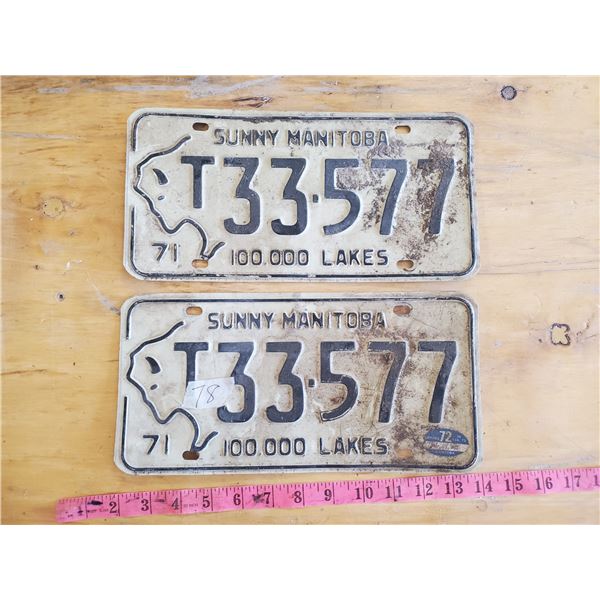 SUNNY MANITOBA
T33·577
71 100.000 LAKES
SUNNY MANITOBA
T33·577
78
72
71 100.000 LAKES
1 2 3 4 5 6 7 8 9 10 11 12 13 14 15 16 17